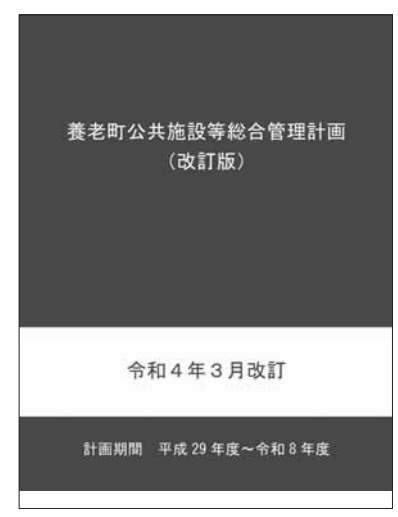 養老町公共施設等総合管理計画
（改訂版）
令和４年３月改訂
計画期間　平成 29 年度～令和 8 年度